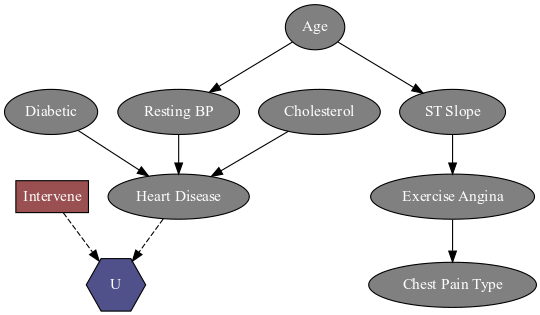 Age
Diabetic
Resting BP
Cholesterol
ST Slope
Intervene
Heart Disease
Exercise Angina
U
Chest Pain Type